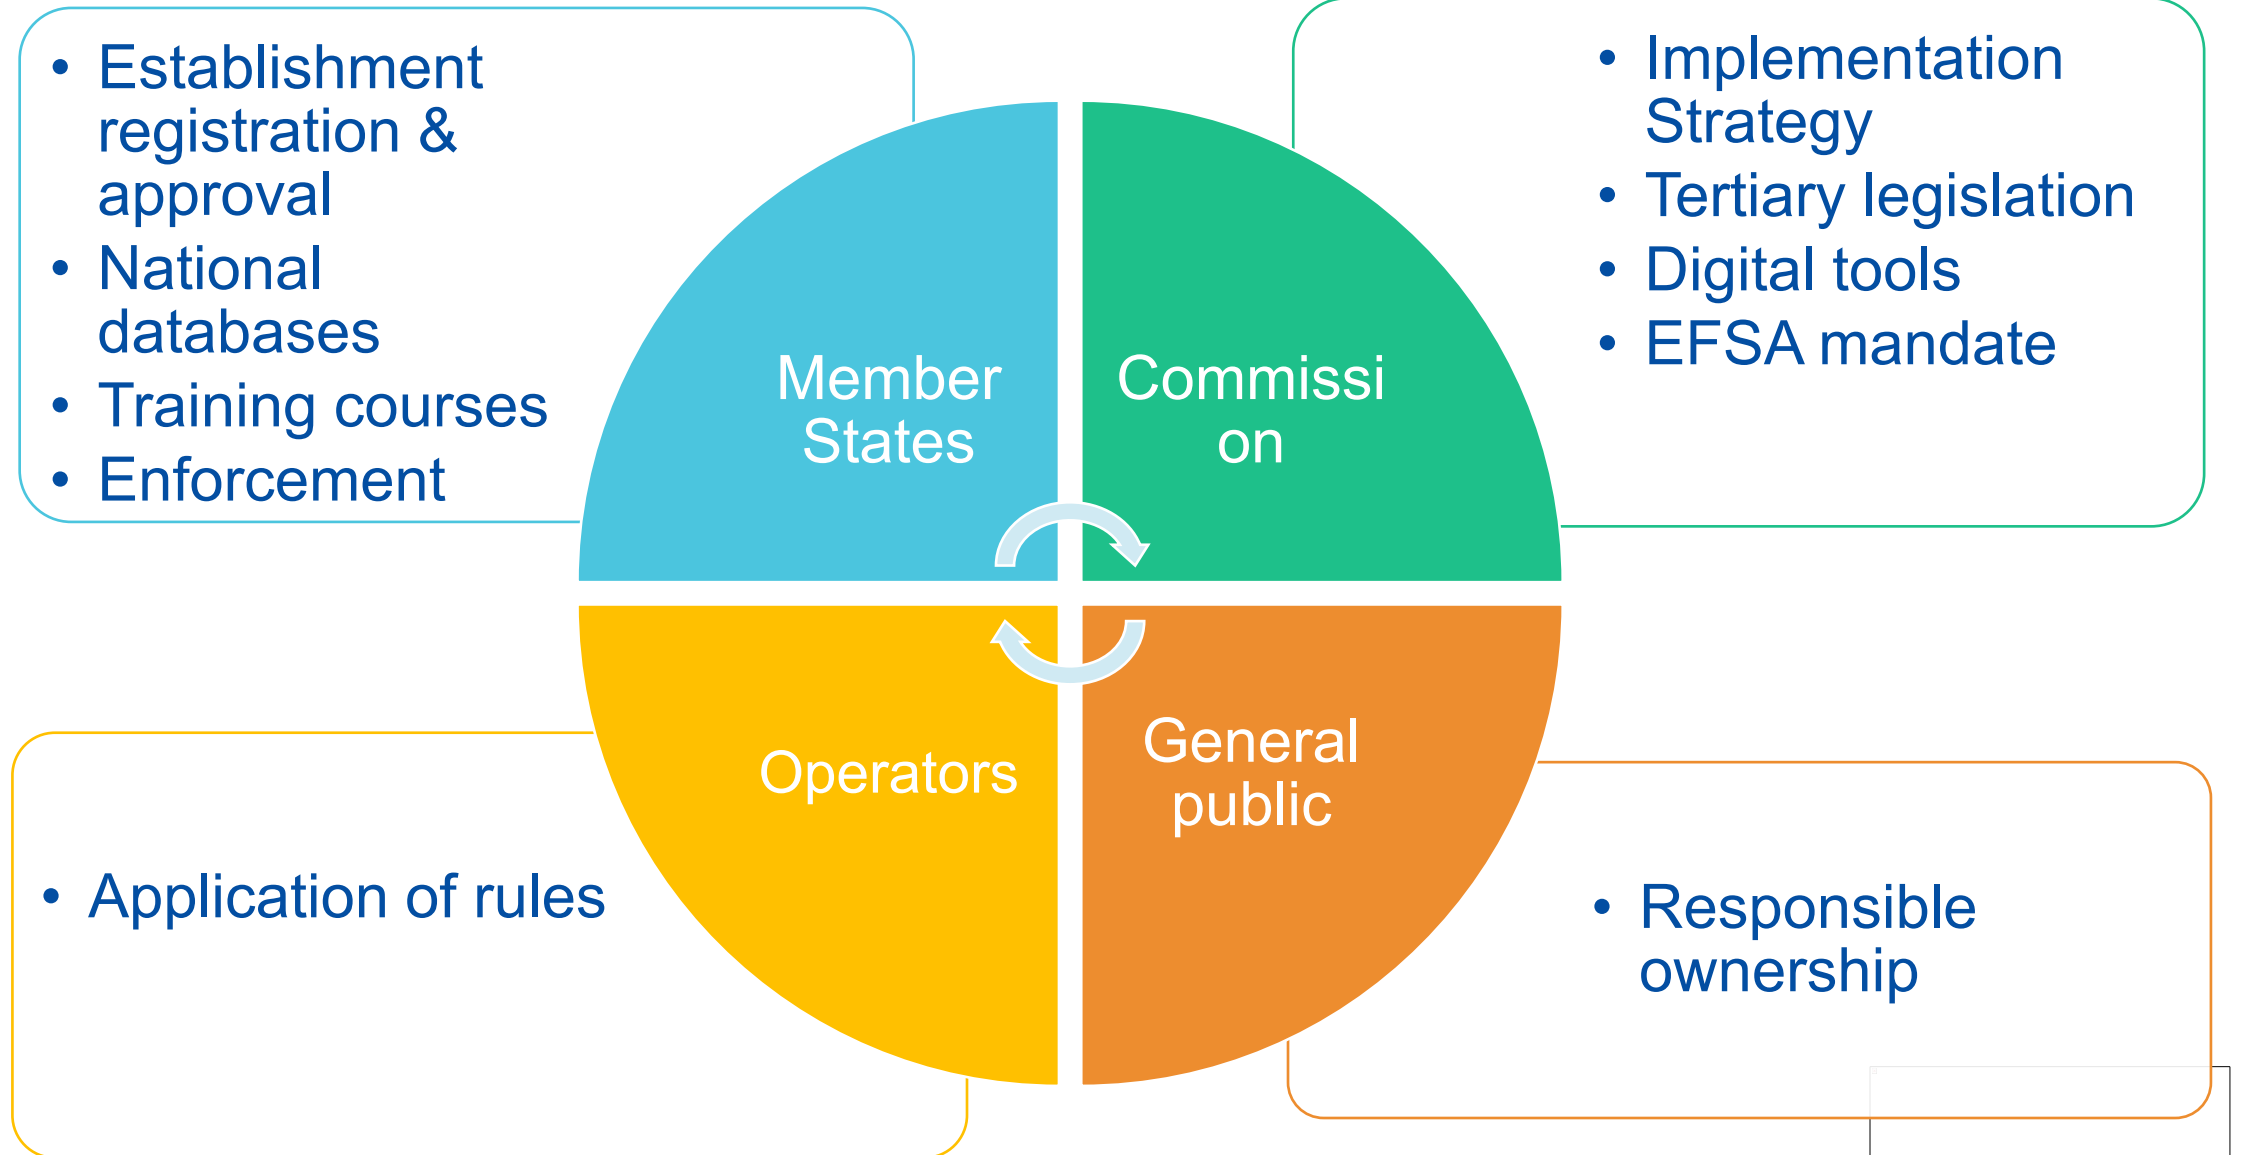 • Establishment
registration &
approval
• National
databases
• Training courses
• Enforcement
• Implementation
Strategy
• Tertiary legislation
• Digital tools
• EFSA mandate
Member
States
Commissi
on
Operators
General
public
• Application of rules
• Responsible
ownership